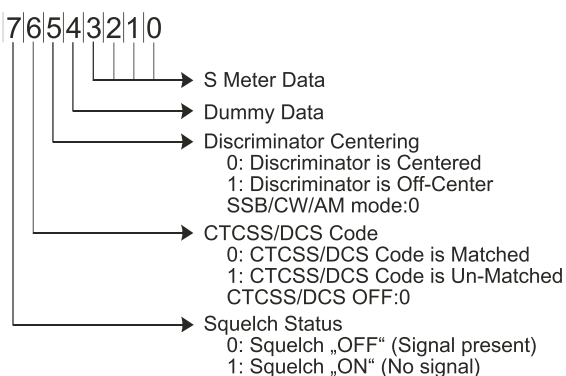 7|6|5|4|3|2|1|0
S Meter Data
Dummy Data
Discriminator Centering
0: Discriminator is Centered
1: Discriminator is Off-Center
SSB/CW/AM mode:0
CTCSS/DCS Code
0: CTCSS/DCS Code is Matched
1: CTCSS/DCS Code is Un-Matched
CTCSS/DCS OFF:0
Squelch Status
0: Squelch „OFF“ (Signal present)
1: Squelch „ON“ (No signal)